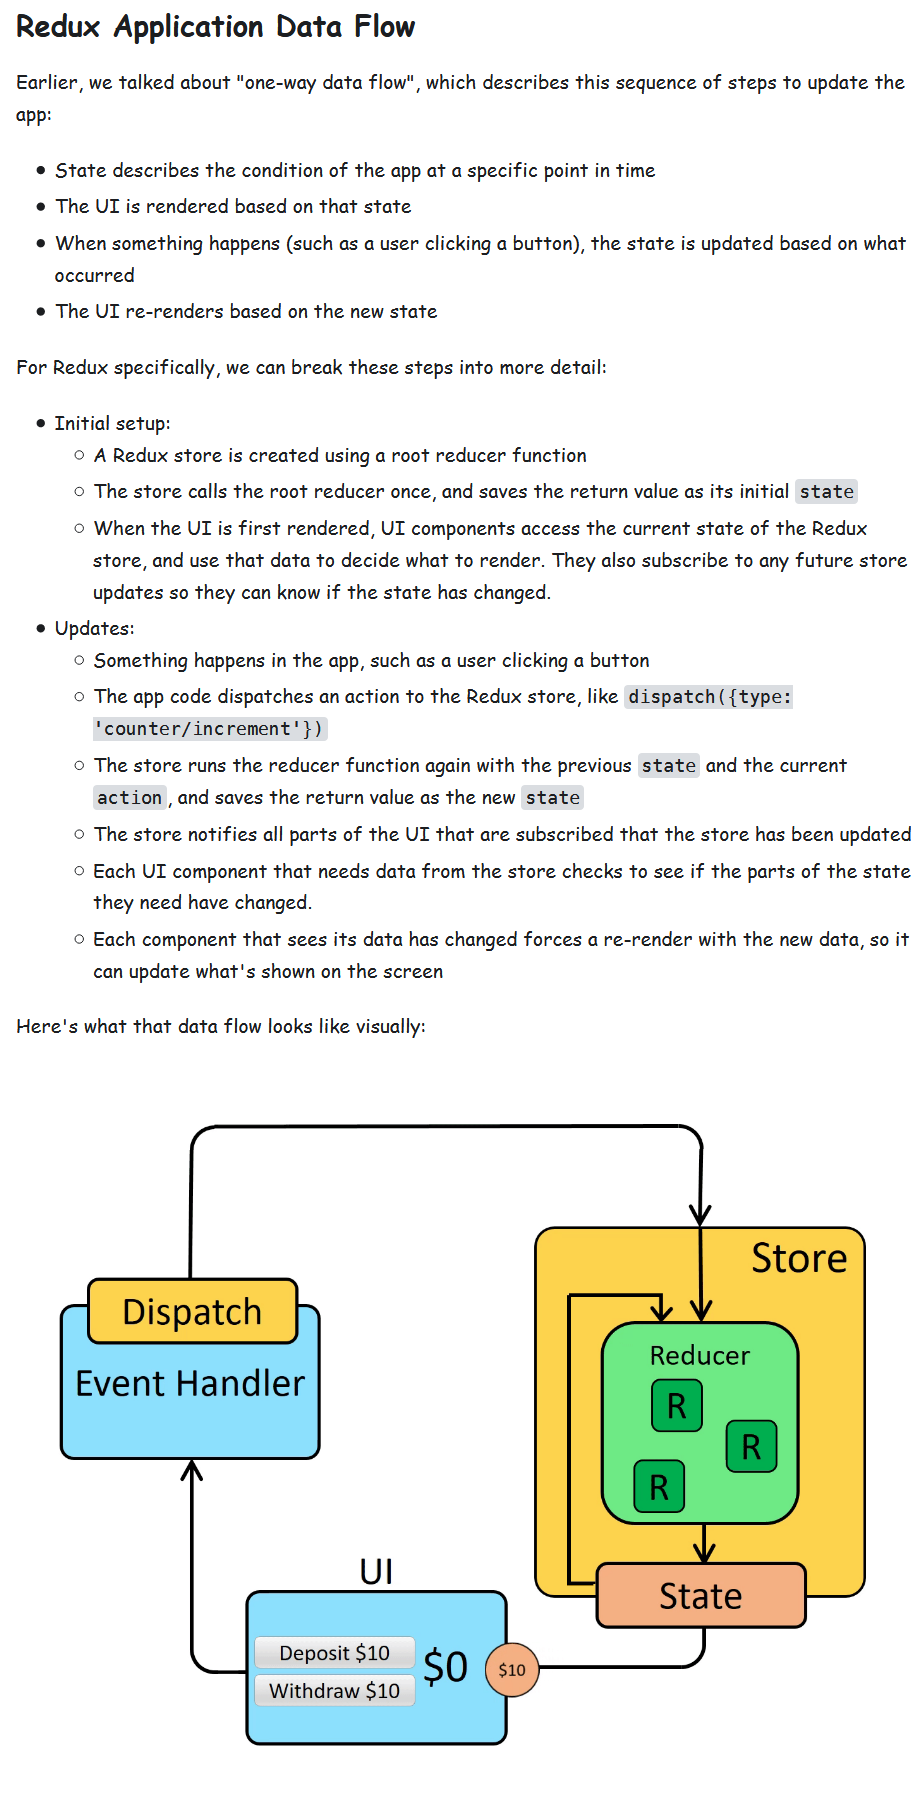 Redux Application Data Flow
Earlier, we talked about "one-way data flow", which describes this sequence of steps to update the
app:
State describes the condition of the app at a specific point in time
The UI is rendered based on that state
When something happens (such as a user clicking a button), the state is updated based on what
occurred
The UI re-renders based on the new state
For Redux specifically, we can break these steps into more detail:
Initial setup:
A Redux store is created using a root reducer function
The store calls the root reducer once, and saves the return value as its initial state
When the UI is first rendered, UI components access the current state of the Redux
store, and use that data to decide what to render. They also subscribe to any future store
updates so they can know if the state has changed.
Updates:
Something happens in the app, such as a user clicking a button
The app code dispatches an action to the Redux store, like dispatch({type:
'counter/increment'})
The store runs the reducer function again with the previous state and the current
action, and saves the return value as the new state
The store notifies all parts of the UI that are subscribed that the store has been updated
Each UI component that needs data from the store checks to see if the parts of the state
they need have changed.
Each component that sees its data has changed forces a re-render with the new data, so it
can update what's shown on the screen
Here's what that data flow looks like visually:
Store
Dispatch
Event Handler
Reducer
R
R
R
State
UI
Deposit $10
Withdraw $10
$0
$10